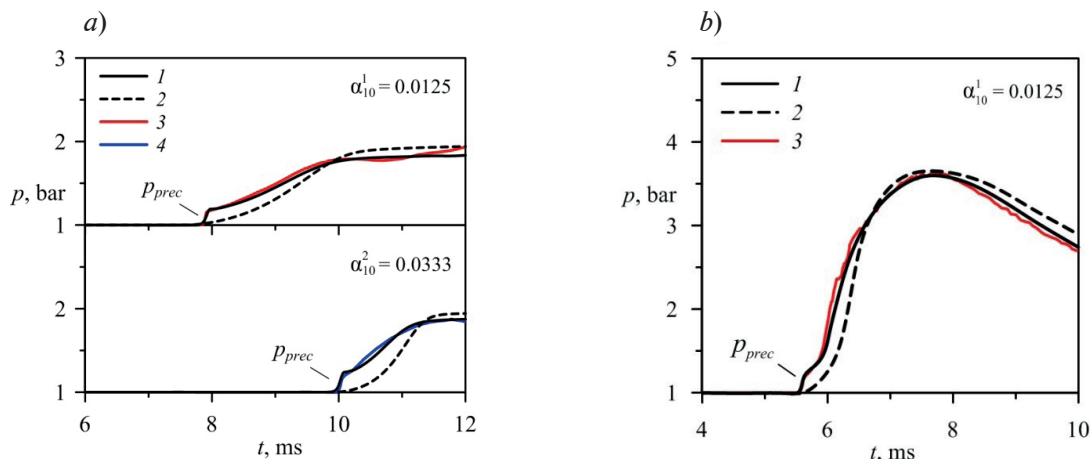 a)
3
1
2
3
4
α¹₁₀ = 0.0125
2
p_prec
p, bar
1
α²₁₀ = 0.0333
2
p_prec
1
6 8 10 12
t, ms
b)
5
1
2
3
α¹₁₀ = 0.0125
4
p, bar
3
2
p_prec
1
4 6 8 10
t, ms